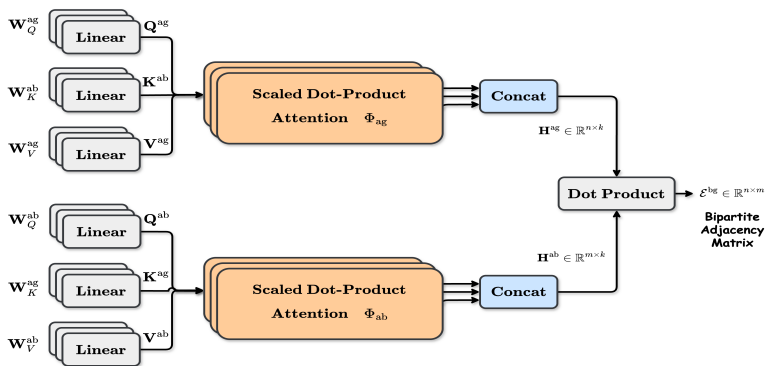 W_Q^ag Linear Q^ag
W_K^ab Linear K^ab
W_V^ag Linear V^ag
Scaled Dot-Product
Attention Φ_ag
Concat
H^ag ∈ ℝ^{n×k}
Dot Product
ℰ^bg ∈ ℝ^{n×m}
Bipartite
Adjacency
Matrix
W_Q^ab Linear Q^ab
W_K^ag Linear K^ag
W_V^ab Linear V^ab
Scaled Dot-Product
Attention Φ_ab
Concat
H^ab ∈ ℝ^{m×k}